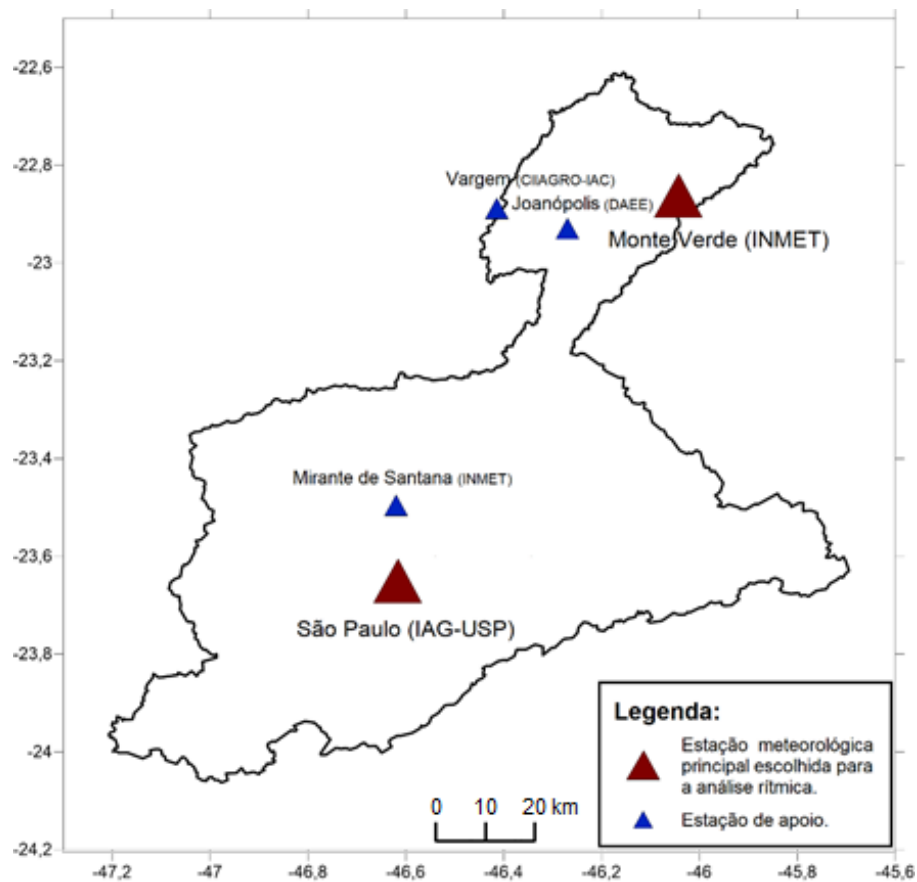 -22,6
-22,8
Vargem (CIIAGRO-IAC)
Joanópolis (DAEE)
Monte Verde (INMET)
-23
-23,2
-23,4
Mirante de Santana (INMET)
-23,6
São Paulo (IAG-USP)
-23,8
-24
-24,2
Legenda:
Estação meteorológica
principal escolhida para
a análise rítmica.
Estação de apoio.
0 10 20 km
-47,2 -47 -46,8 -46,6 -46,4 -46,2 -46 -45,8 -45,6